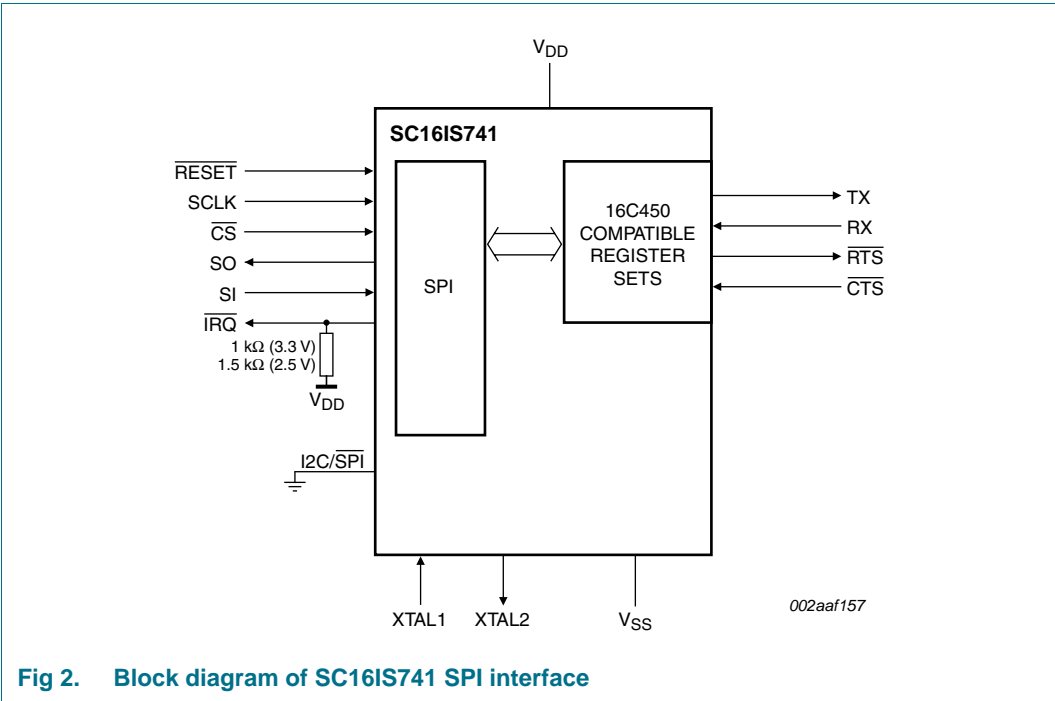 VDD
SC16IS741
RESET
SCLK
CS
SO
SI
IRQ
1 kΩ (3.3 V)
1.5 kΩ (2.5 V)
VDD
I2C/SPI
SPI
16C450
COMPATIBLE
REGISTER
SETS
TX
RX
RTS
CTS
XTAL1
XTAL2
VSS
002aaf157
Fig 2. Block diagram of SC16IS741 SPI interface